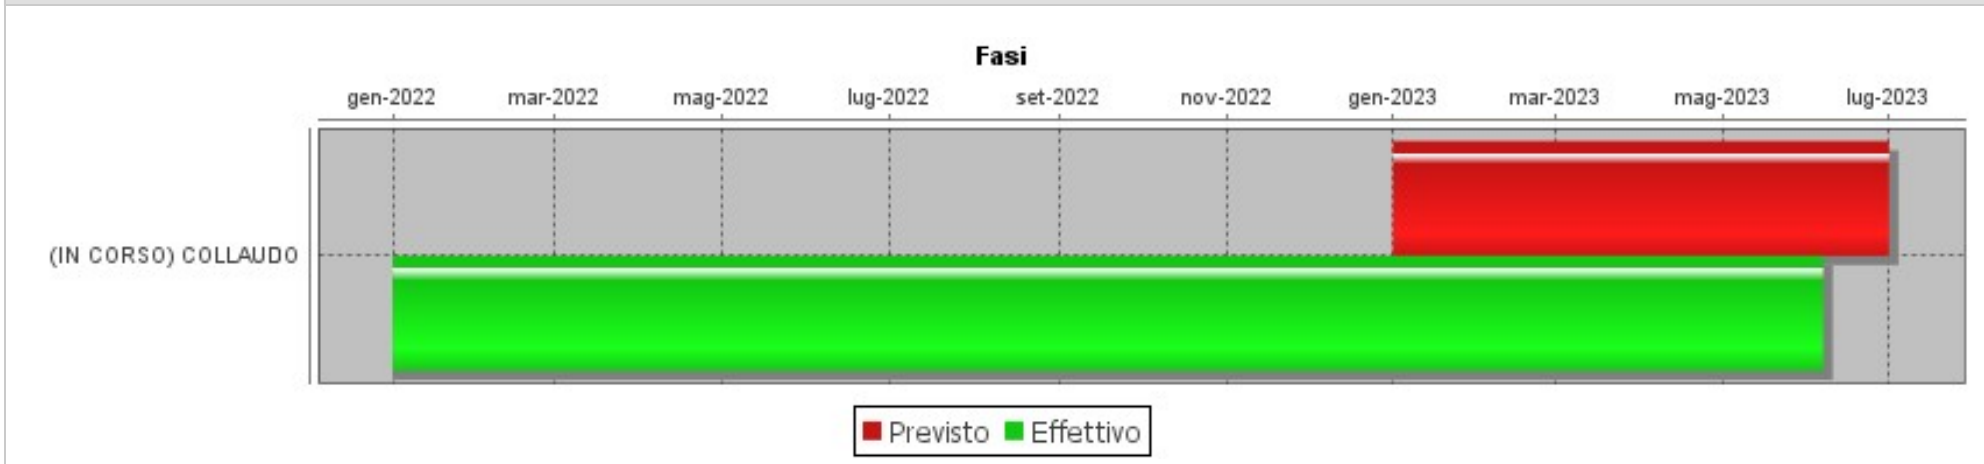 Fasi
gen-2022 mar-2022 mag-2022 lug-2022 set-2022 nov-2022 gen-2023 mar-2023 mag-2023 lug-2023
(IN CORSO) COLLAUDO
Previsto Effettivo